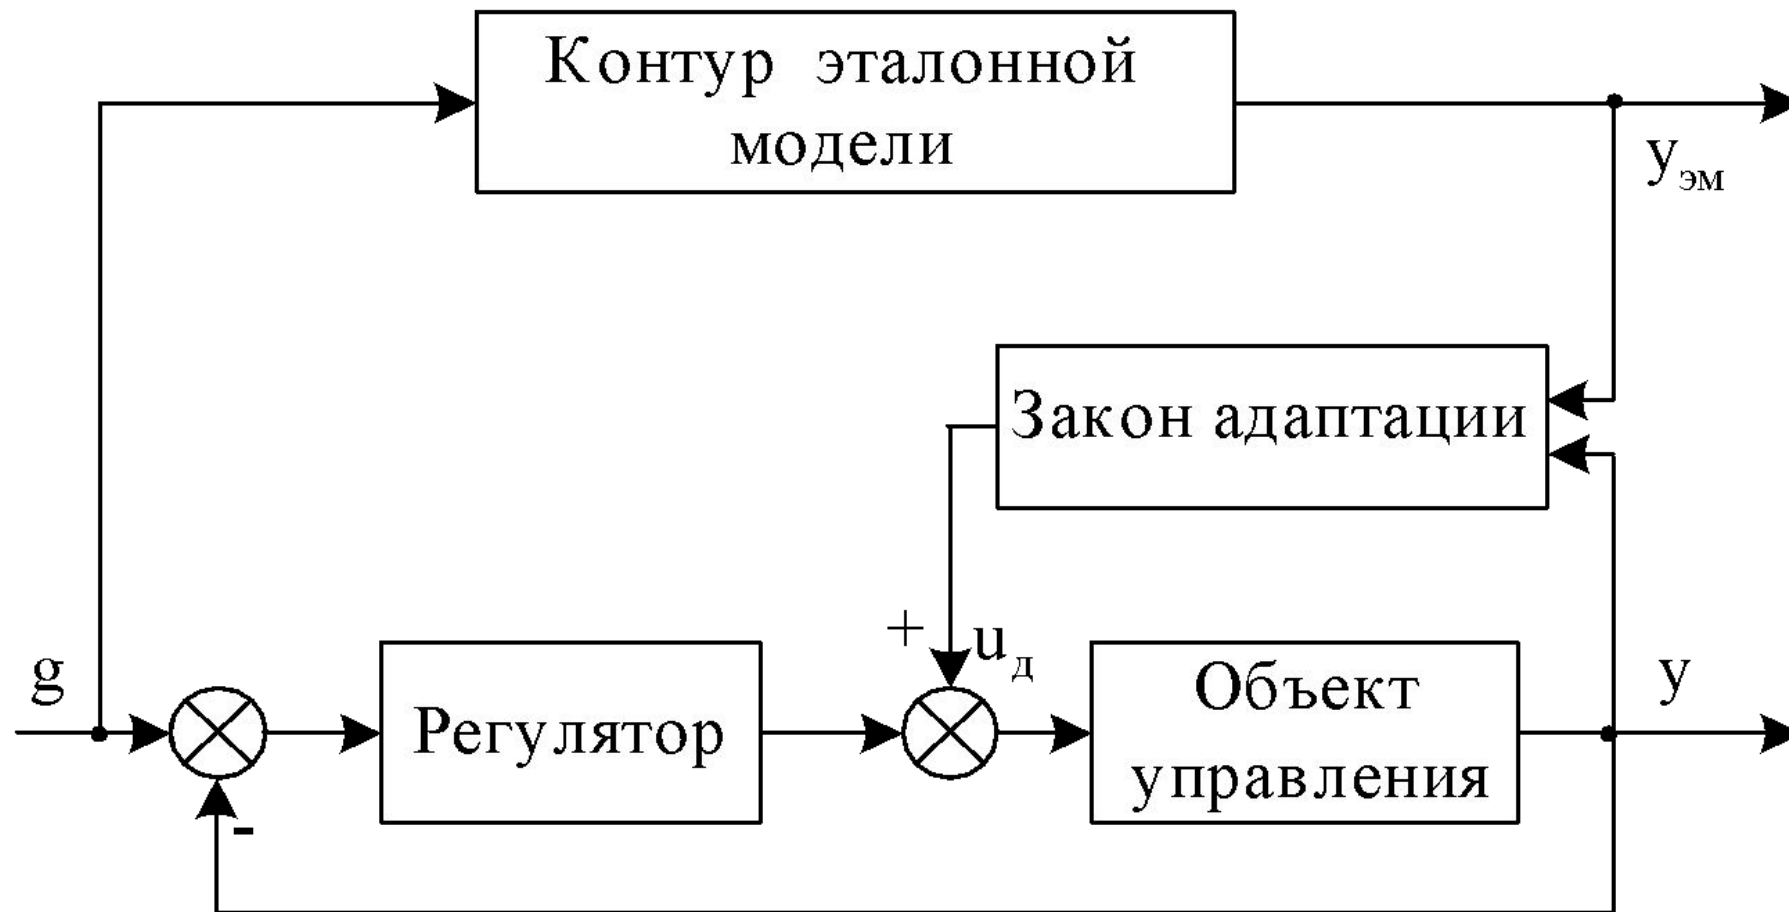 Контур эталонной
модели
yэм
Закон адаптации
+
uд
g
Регулятор
Объект
управления
y
-